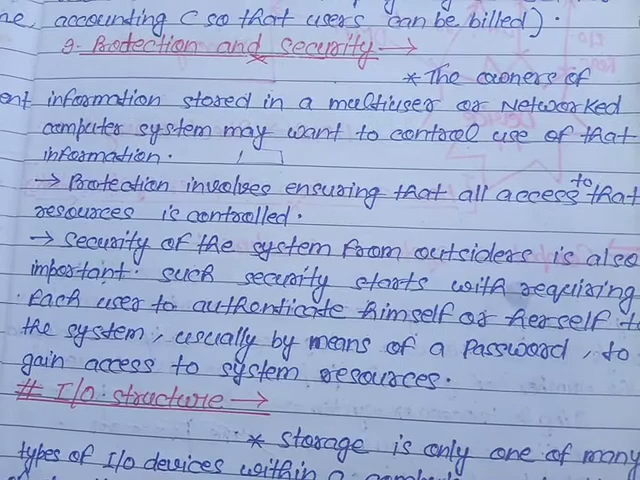 accounting (so that users can be billed).
9. Protection and security →
* The owners of
information stored in a multiuser or Networked
computer system may want to control use of that
information.
→ Protection involves ensuring that all access to that
resources is controlled.
→ security of the system from outsiders is also
important. such security starts with requiring
Each user to authenticate himself or herself
the system, usually by means of a password, to
gain access to system resources.
# I/O structure →
* storage is only one of many
types of I/O devices within a